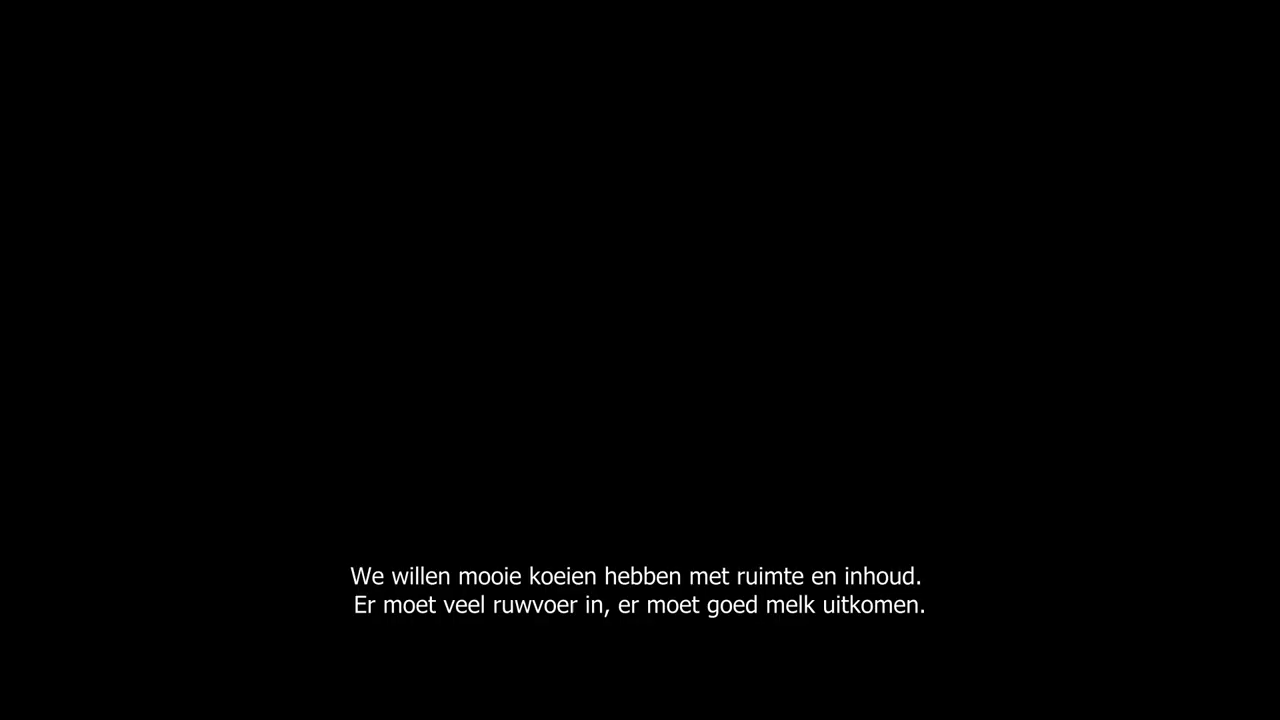 We willen mooie koeien hebben met ruimte en inhoud.
Er moet veel ruwvoer in, er moet goed melk uitkomen.